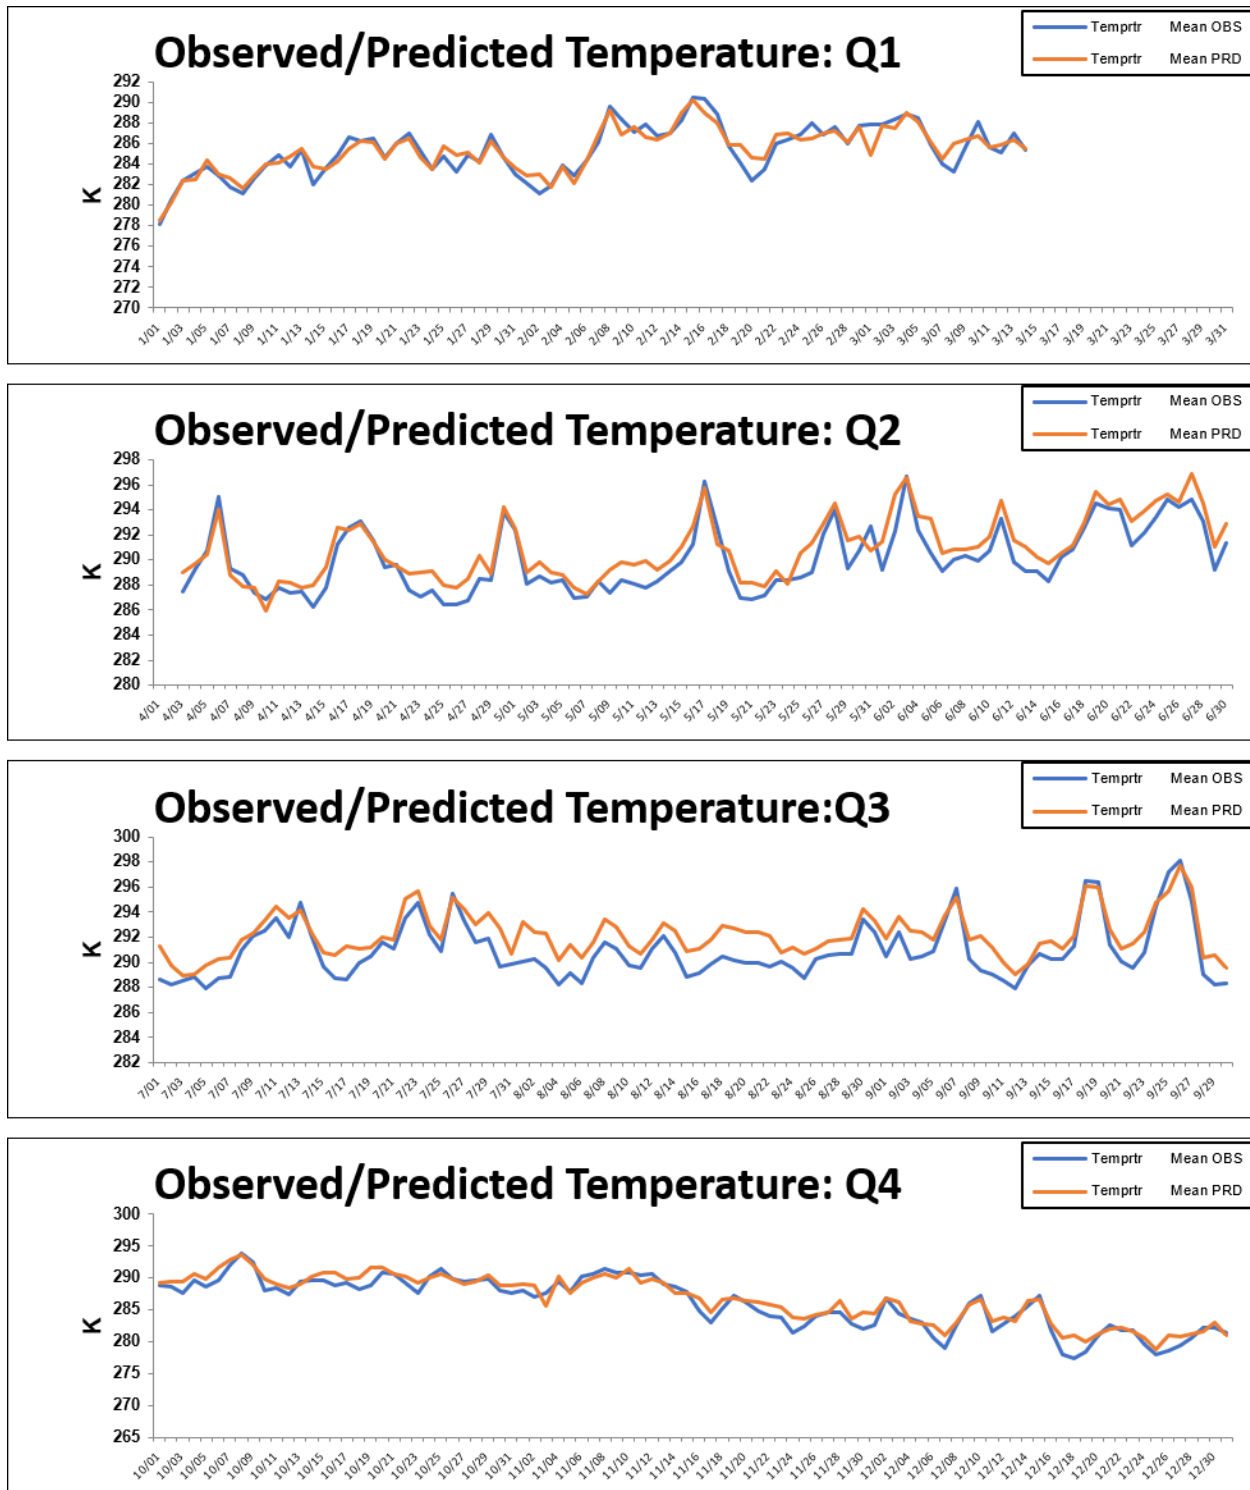 Observed/Predicted Temperature: Q1
Temprtr Mean OBS
Temprtr Mean PRD
292
290
288
286
284
282
280
278
276
274
272
270
K
1/01 1/03 1/05 1/07 1/09 1/11 1/13 1/15 1/17 1/19 1/21 1/23 1/25 1/27 1/29 1/31 2/02 2/04 2/06 2/08 2/10 2/12 2/14 2/16 2/18 2/20 2/22 2/24 2/26 2/28 3/01 3/03 3/05 3/07 3/09 3/11 3/13 3/15 3/17 3/19 3/21 3/23 3/25 3/27 3/29 3/31
Observed/Predicted Temperature: Q2
Temprtr Mean OBS
Temprtr Mean PRD
298
296
294
292
290
288
286
284
282
280
K
4/01 4/03 4/05 4/07 4/09 4/11 4/13 4/15 4/17 4/19 4/21 4/23 4/25 4/27 4/29 5/01 5/03 5/05 5/07 5/09 5/11 5/13 5/15 5/17 5/19 5/21 5/23 5/25 5/27 5/29 5/31 6/02 6/04 6/06 6/08 6/10 6/12 6/14 6/16 6/18 6/20 6/22 6/24 6/26 6/28 6/30
Observed/Predicted Temperature:Q3
Temprtr Mean OBS
Temprtr Mean PRD
300
298
296
294
292
290
288
286
284
282
K
7/01 7/03 7/05 7/07 7/09 7/11 7/13 7/15 7/17 7/19 7/21 7/23 7/25 7/27 7/29 7/31 8/02 8/04 8/06 8/08 8/10 8/12 8/14 8/16 8/18 8/20 8/22 8/24 8/26 8/28 8/30 9/01 9/03 9/05 9/07 9/09 9/11 9/13 9/15 9/17 9/19 9/21 9/23 9/25 9/27 9/29
Observed/Predicted Temperature: Q4
Temprtr Mean OBS
Temprtr Mean PRD
300
295
290
285
280
275
270
265
K
10/01 10/03 10/05 10/07 10/09 10/11 10/13 10/15 10/17 10/19 10/21 10/23 10/25 10/27 10/29 10/31 11/02 11/04 11/06 11/08 11/10 11/12 11/14 11/16 11/18 11/20 11/22 11/24 11/26 11/28 11/30 12/02 12/04 12/06 12/08 12/10 12/12 12/14 12/16 12/18 12/20 12/22 12/24 12/26 12/28 12/30